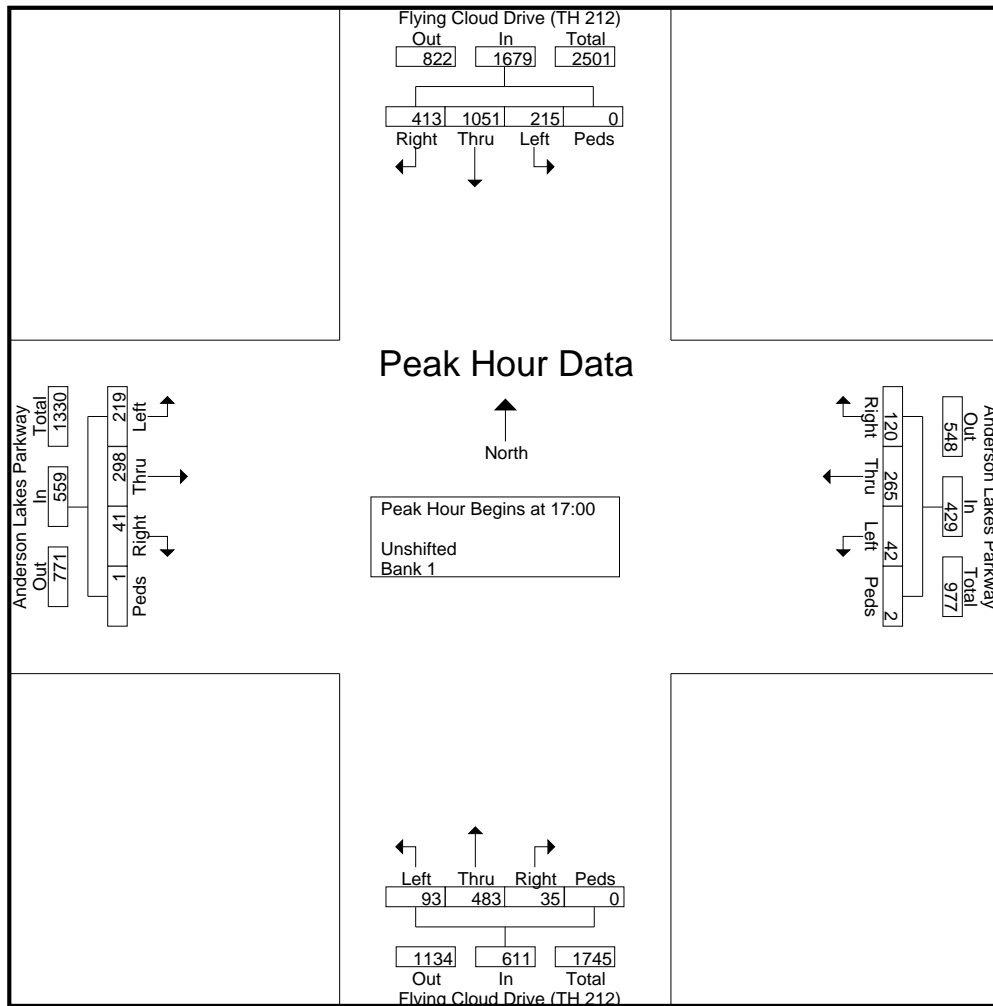 Flying Cloud Drive (TH 212)
Out In Total
822 1679 2501
413 1051 215 0
Right Thru Left Peds
Peak Hour Data
North
Peak Hour Begins at 17:00
Unshifted
Bank 1
Anderson Lakes Parkway
Out In Total
771 559 1330
219 298 41 1
Left Thru Right Peds
Anderson Lakes Parkway
Out In Total
548 429 977
120 265 42 2
Right Thru Left Peds
Left Thru Right Peds
93 483 35 0
1134 611 1745
Out In Total
Flying Cloud Drive (TH 212)